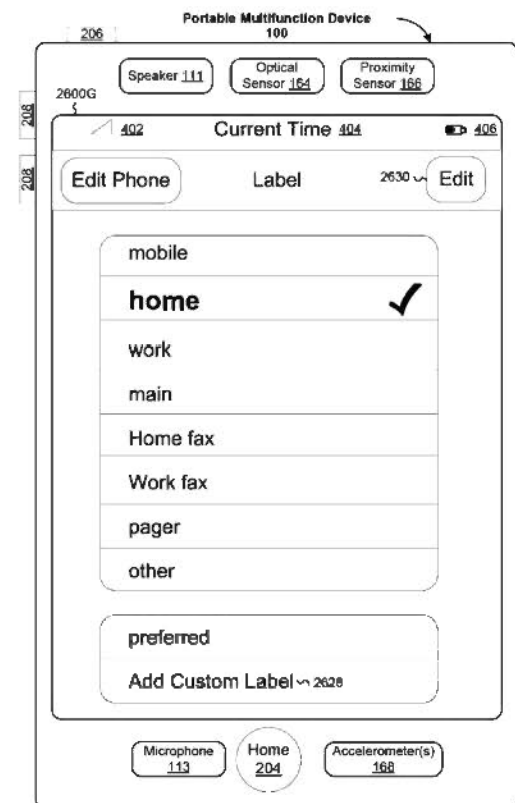 Portable Multifunction Device
100
206
Speaker 111
Optical
Sensor 164
Proximity
Sensor 166
2600G
208
402
Current Time 404
406
208
Edit Phone
Label
2630
Edit
mobile
home
work
main
Home fax
Work fax
pager
other
preferred
Add Custom Label
2628
Microphone
113
Home
204
Accelerometer(s)
168